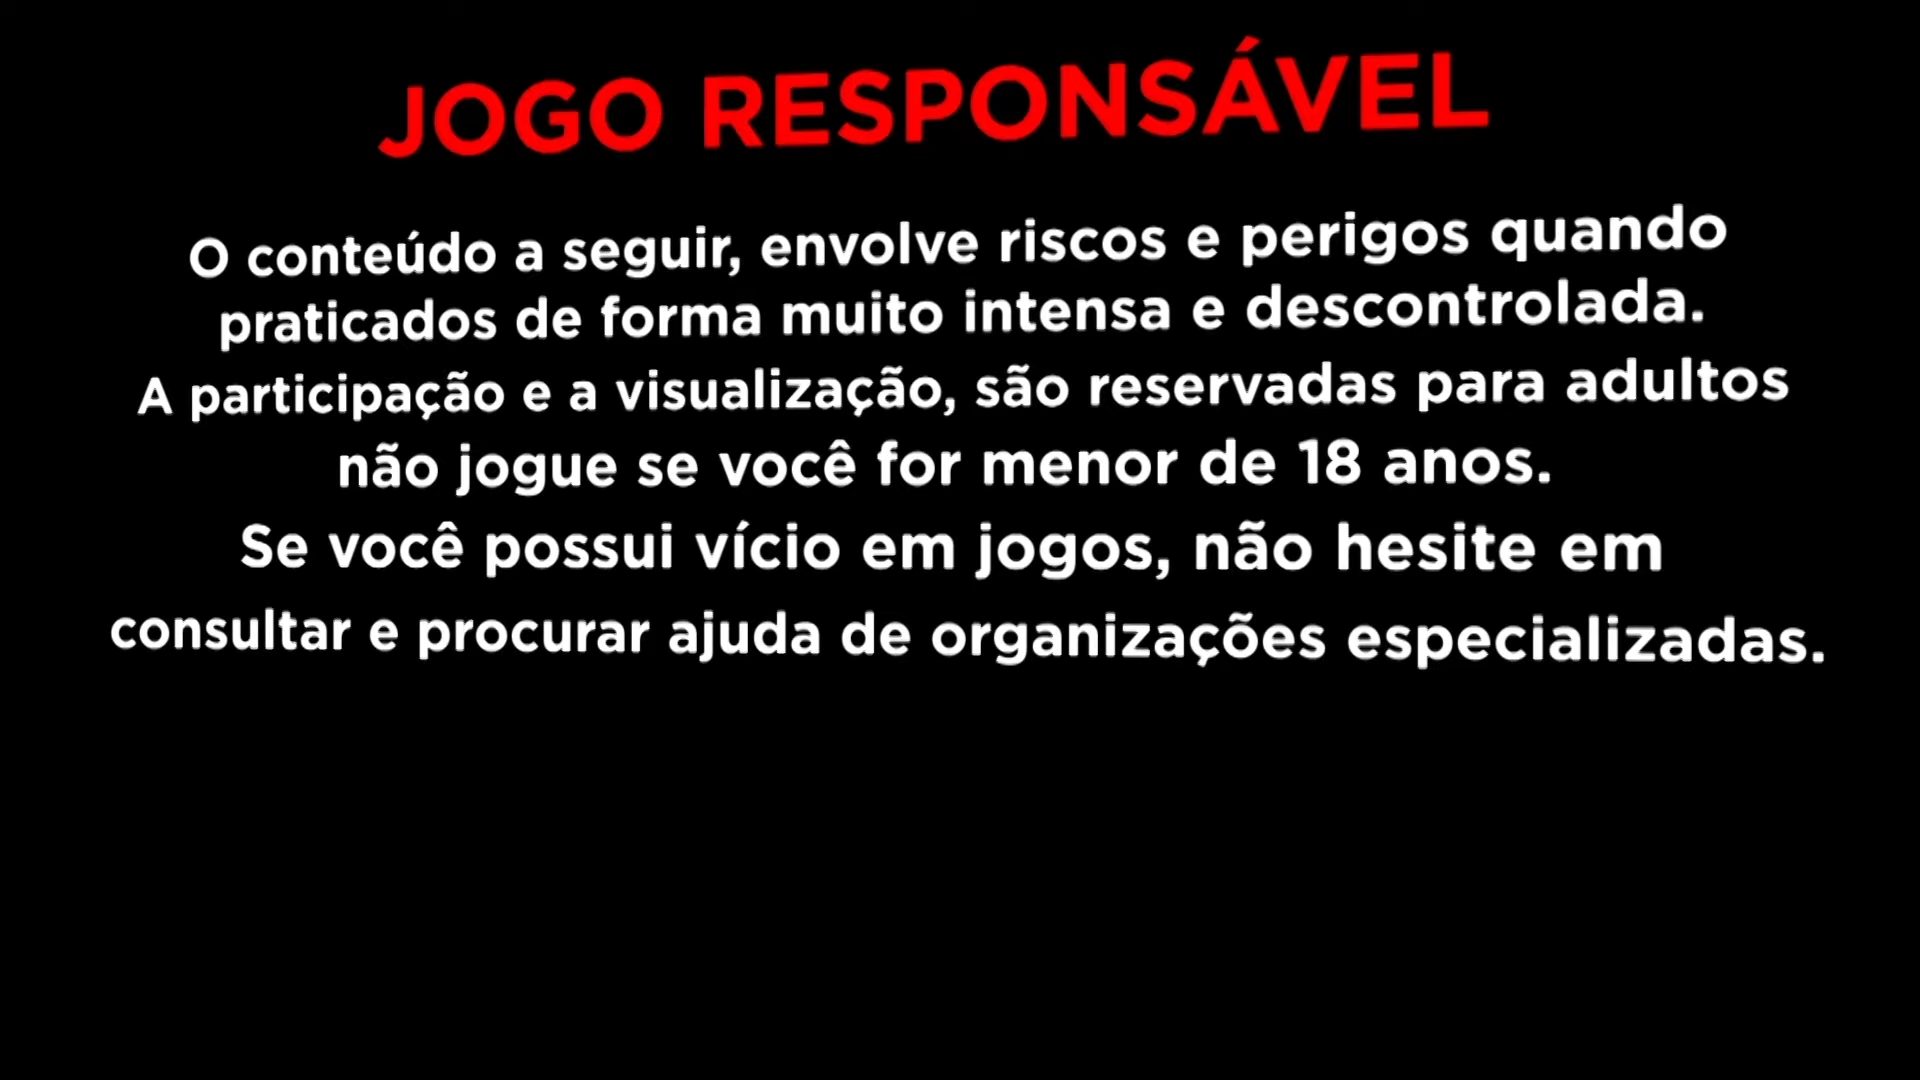 JOGO RESPONSÁVEL
O conteúdo a seguir, envolve riscos e perigos quando
praticados de forma muito intensa e descontrolada.
A participação e a visualização, são reservadas para adultos
não jogue se você for menor de 18 anos.
Se você possui vício em jogos, não hesite em
consultar e procurar ajuda de organizações especializadas.